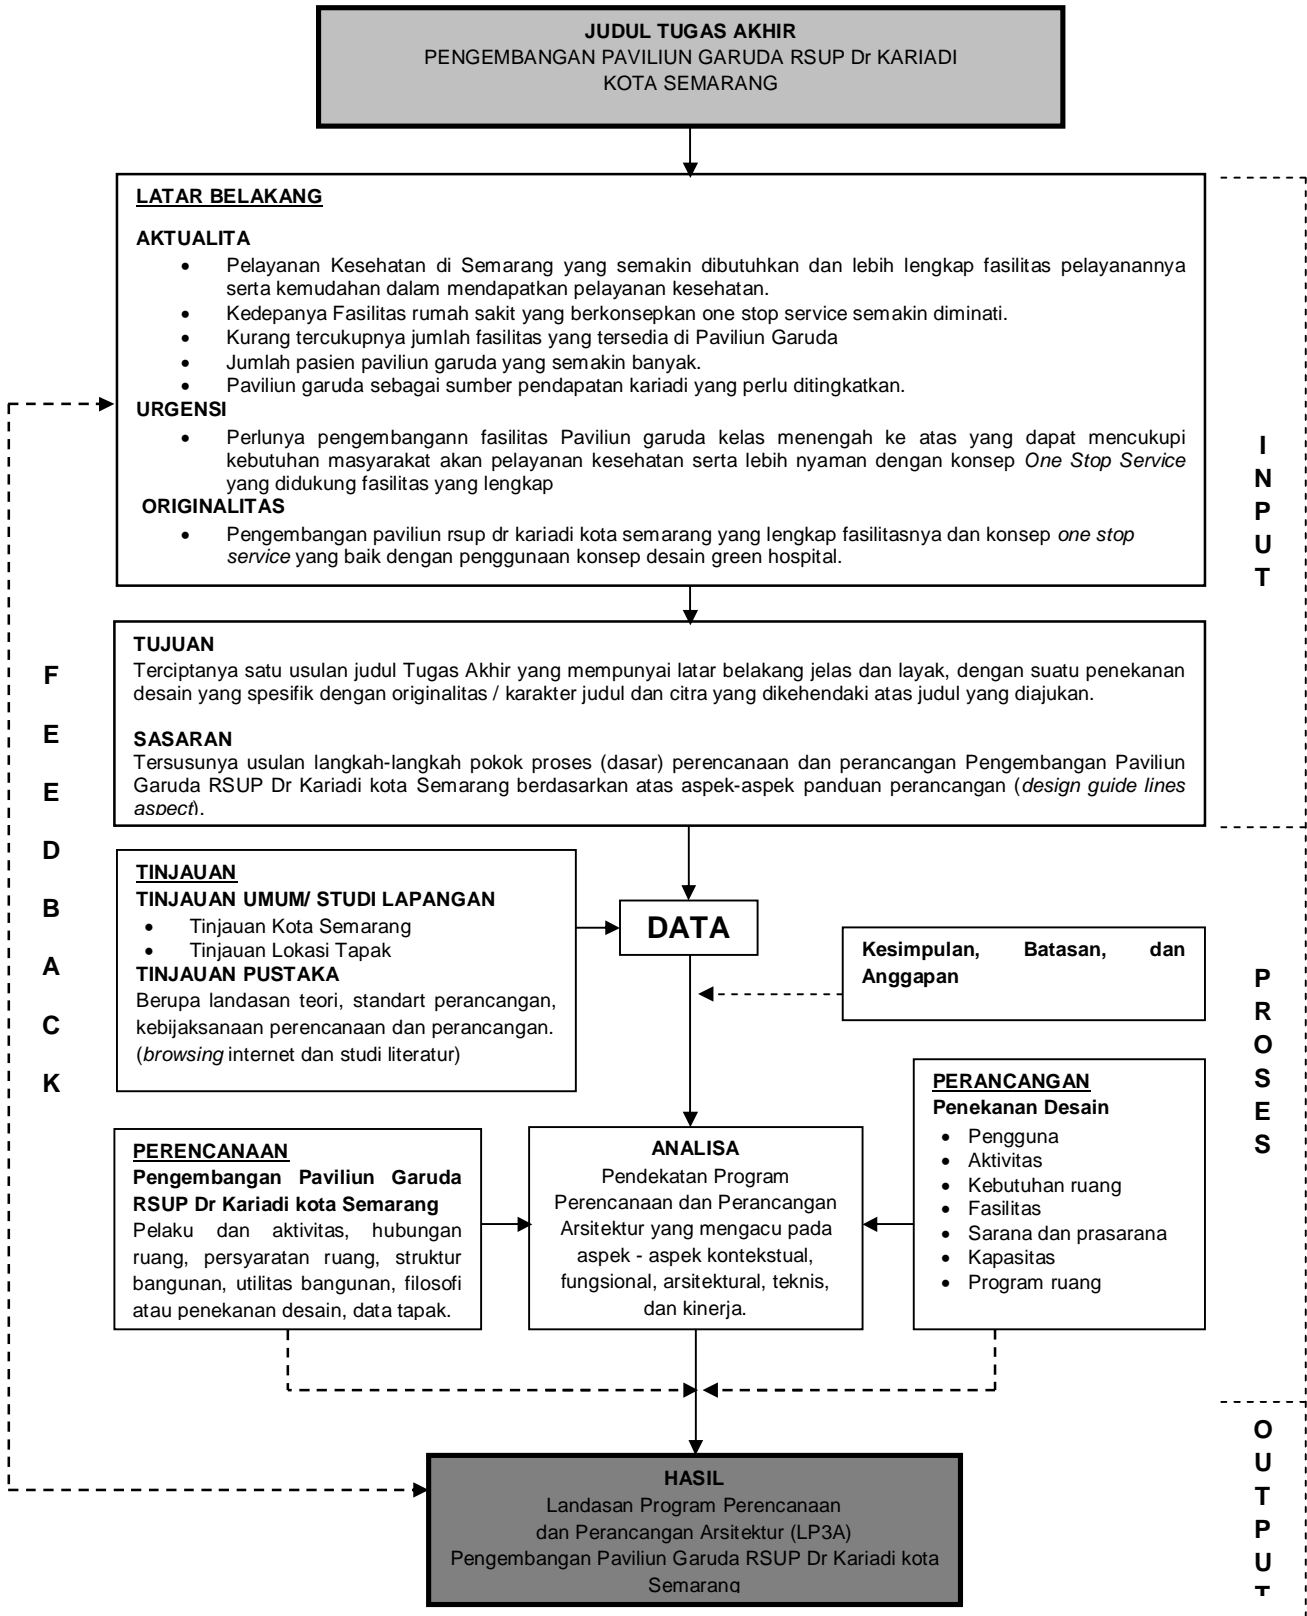 JUDUL TUGAS AKHIR
PENGEMBANGAN PAVILIUN GARUDA RSUP Dr KARIADI
KOTA SEMARANG
LATAR BELAKANG
AKTUALITA
• Pelayanan Kesehatan di Semarang yang semakin dibutuhkan dan lebih lengkap fasilitas pelayanannya
serta kemudahan dalam mendapatkan pelayanan kesehatan.
• Kedepanya Fasilitas rumah sakit yang berkonsepkan one stop service semakin diminati.
• Kurang tercukupnya jumlah fasilitas yang tersedia di Paviliun Garuda
• Jumlah pasien paviliun garuda yang semakin banyak.
• Paviliun garuda sebagai sumber pendapatan kariadi yang perlu ditingkatkan.
URGENSI
• Perlunya pengembangann fasilitas Paviliun garuda kelas menengah ke atas yang dapat mencukupi
kebutuhan masyarakat akan pelayanan kesehatan serta lebih nyaman dengan konsep One Stop Service
yang didukung fasilitas yang lengkap
ORIGINALITAS
• Pengembangan paviliun rsup dr kariadi kota semarang yang lengkap fasilitasnya dan konsep one stop
service yang baik dengan penggunaan konsep desain green hospital.
INPUT
TUJUAN
Terciptanya satu usulan judul Tugas Akhir yang mempunyai latar belakang jelas dan layak, dengan suatu penekanan
desain yang spesifik dengan originalitas / karakter judul dan citra yang dikehendaki atas judul yang diajukan.
SASARAN
Tersusunya usulan langkah-langkah pokok proses (dasar) perencanaan dan perancangan Pengembangan Paviliun
Garuda RSUP Dr Kariadi kota Semarang berdasarkan atas aspek-aspek panduan perancangan (design guide lines
aspect).
FEEDBACK
TINJAUAN
TINJAUAN UMUM/ STUDI LAPANGAN
• Tinjauan Kota Semarang
• Tinjauan Lokasi Tapak
TINJAUAN PUSTAKA
Berupa landasan teori, standart perancangan,
kebijaksanaan perencanaan dan perancangan.
(browsing internet dan studi literatur)
DATA
Kesimpulan, Batasan, dan
Anggapan
PROSES
PERENCANAAN
Pengembangan Paviliun Garuda
RSUP Dr Kariadi kota Semarang
Pelaku dan aktivitas, hubungan
ruang, persyaratan ruang, struktur
bangunan, utilitas bangunan, filosofi
atau penekanan desain, data tapak.
ANALISA
Pendekatan Program
Perencanaan dan Perancangan
Arsitektur yang mengacu pada
aspek - aspek kontekstual,
fungsional, arsitektural, teknis,
dan kinerja.
PERANCANGAN
Penekanan Desain
• Pengguna
• Aktivitas
• Kebutuhan ruang
• Fasilitas
• Sarana dan prasarana
• Kapasitas
• Program ruang
HASIL
Landasan Program Perencanaan
dan Perancangan Arsitektur (LP3A)
Pengembangan Paviliun Garuda RSUP Dr Kariadi kota
Semarang
OUTPUT